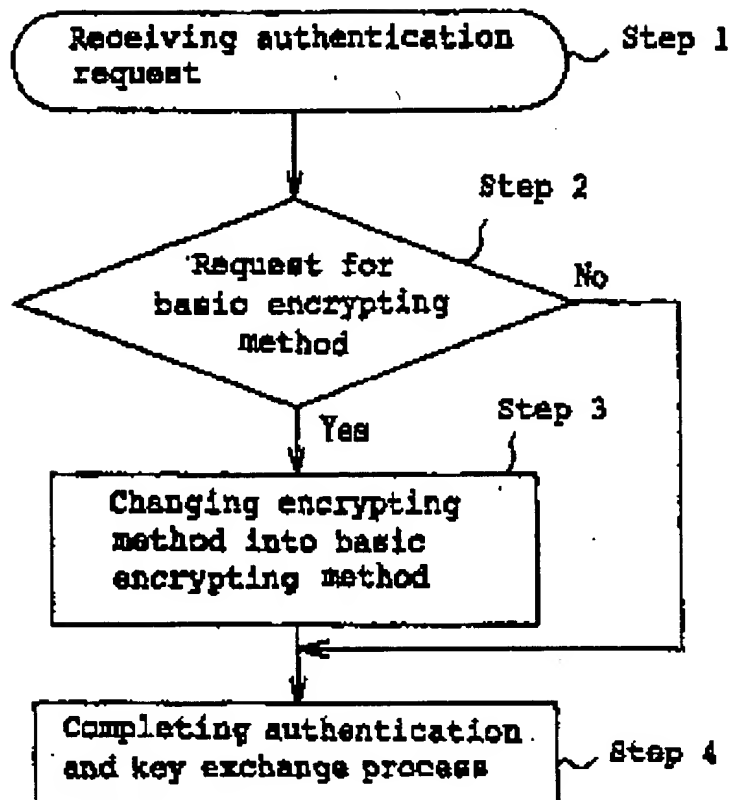 Receiving authentication
request
Step 1
Step 2
Request for
basic encrypting
method
No
Yes
Step 3
Changing encrypting
method into basic
encrypting method
Completing authentication
and key exchange process
Step 4